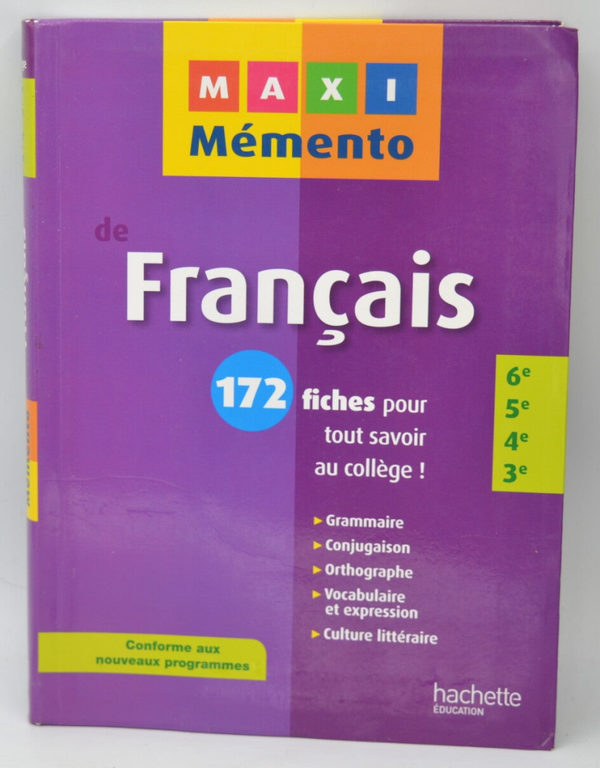 MAXI
Mémento
de
Français
172 fiches pour
tout savoir
au collège !
6e
5e
4e
3e
Grammaire
Conjugaison
Orthographe
Vocabulaire
et expression
Culture littéraire
Conforme aux
nouveaux programmes
hachette
ÉDUCATION